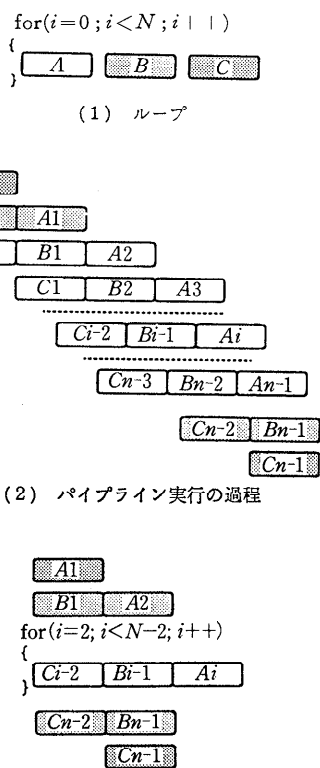 for(i=0 ; i<N ; i | | )
{
A B C
}
(1) ループ
A1
B1 A2
C1 B2 A3
Ci-2 Bi-1 Ai
Cn-3 Bn-2 An-1
Cn-2 Bn-1
Cn-1
(2) パイプライン実行の過程
A1
B1 A2
for(i=2; i<N-2; i++)
{
Ci-2 Bi-1 Ai
}
Cn-2 Bn-1
Cn-1